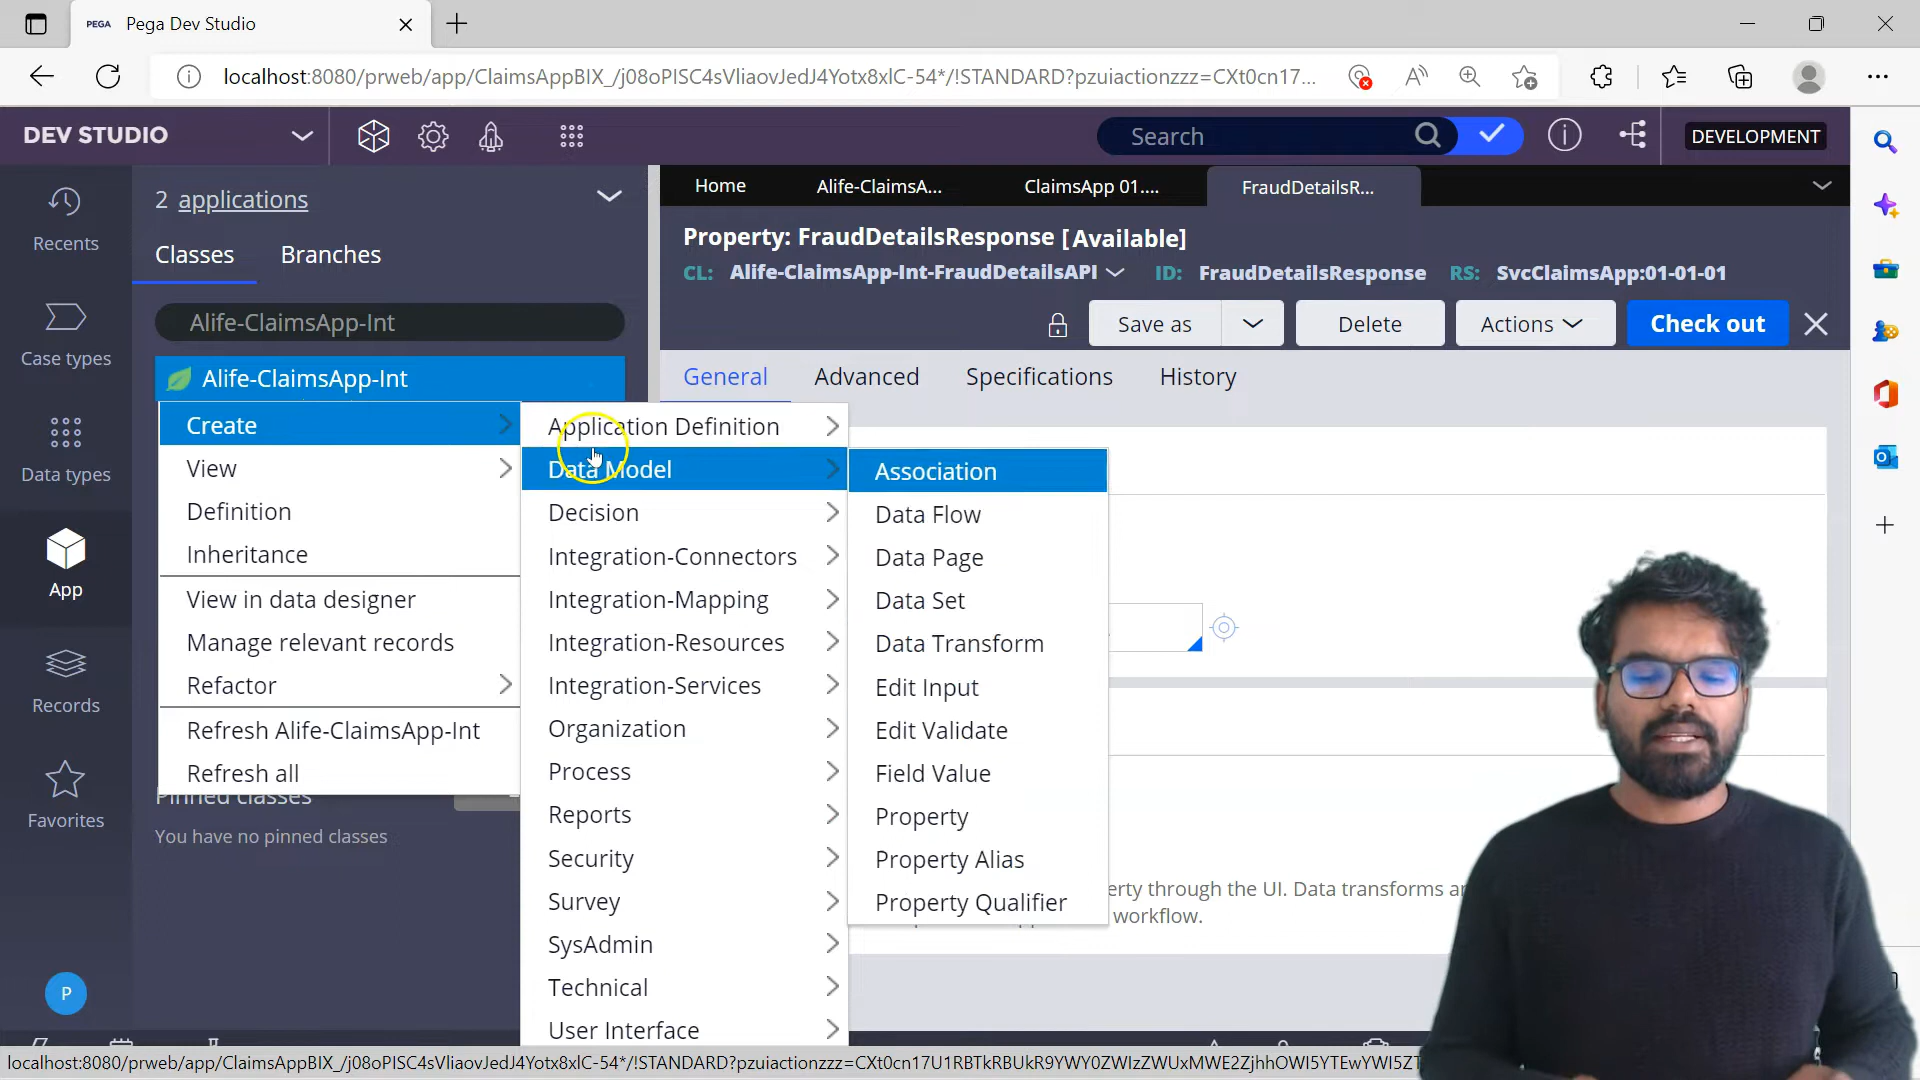 PEGA Pega Dev Studio
localhost:8080/prweb/app/ClaimsAppBIX_/j08oPISC4sVliaovJedJ4Yotx8xlC-54*/!STANDARD?pzuiactionzzz=CXt0cn17...
DEV STUDIO
Search
DEVELOPMENT
Recents
Case types
Data types
App
Records
Favorites
P
2 applications
Classes Branches
Alife-ClaimsApp-Int
Alife-ClaimsApp-Int
Create
View
Definition
Inheritance
View in data designer
Manage relevant records
Refactor
Refresh Alife-ClaimsApp-Int
Refresh all
Pinned classes
You have no pinned classes
Application Definition
Data Model
Decision
Integration-Connectors
Integration-Mapping
Integration-Resources
Integration-Services
Organization
Process
Reports
Security
Survey
SysAdmin
Technical
User Interface
Association
Data Flow
Data Page
Data Set
Data Transform
Edit Input
Edit Validate
Field Value
Property
Property Alias
Property Qualifier
Home Alife-ClaimsA... ClaimsApp 01.... FraudDetailsR...
Property: FraudDetailsResponse [Available]
CL: Alife-ClaimsApp-Int-FraudDetailsAPI ID: FraudDetailsResponse RS: SvcClaimsApp:01-01-01
Save as Delete Actions Check out
General Advanced Specifications History
through the UI. Data transforms
workflow.
localhost:8080/prweb/app/ClaimsAppBIX_/j08oPISC4sVliaovJedJ4Yotx8xlC-54*/!STANDARD?pzuiactionzzz=CXt0cn17U1RBTkRBUkR9YWY0ZWIzZWUxMWE2ZjhhOWI5YTEwYWI5ZT